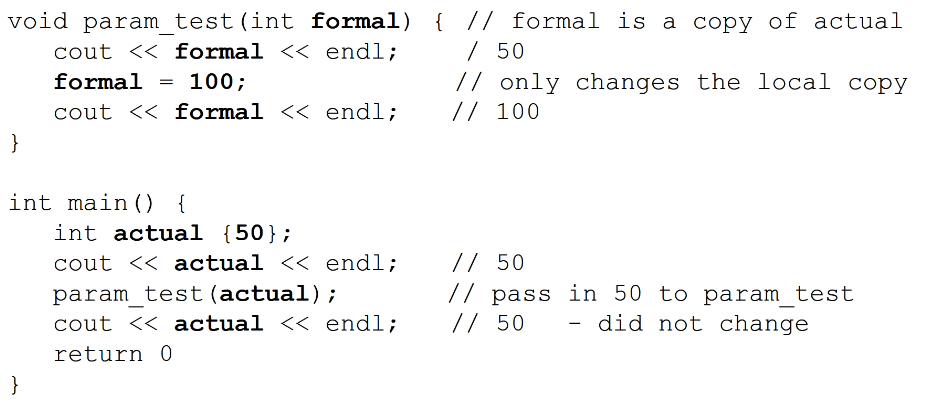 void param_test(int formal) { // formal is a copy of actual
cout << formal << endl; / 50
formal = 100; // only changes the local copy
cout << formal << endl; // 100
}
int main() {
int actual {50};
cout << actual << endl; // 50
param_test(actual); // pass in 50 to param_test
cout << actual << endl; // 50 - did not change
return 0
}